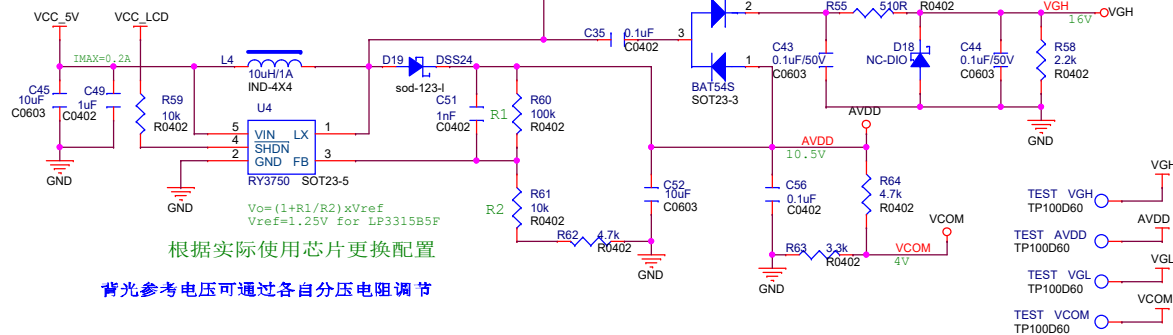 VCC_5V
VCC_LCD
IMAX=0.2A
C45
10uF
C0603
C49
1uF
C0402
R59
10k
R0402
GND
L4
10uH/1A
IND-4X4
U4
5
VIN
LX
1
4
SHDN
2
GND
FB
3
RY3750
SOT23-5
GND
D19
DSS24
sod-123-l
C51
1nF
C0402
R1
R60
100k
R0402
R2
R61
10k
R0402
R62
4.7k
R0402
Vo=(1+R1/R2)xVref
Vref=1.25V for LP3315B5F
根据实际使用芯片更换配置
背光参考电压可通过各自分压电阻调节
C35
0.1uF
C0402
3
2
1
BAT54S
SOT23-3
C52
10uF
C0603
GND
R55
510R
R0402
VGH
16V
VGH
C43
0.1uF/50V
C0603
D18
NC-DIO
C44
0.1uF/50V
C0603
R58
2.2k
R0402
GND
AVDD
AVDD
10.5V
C56
0.1uF
C0402
R64
4.7k
R0402
R63
3.3k
R0402
VCOM
VCOM
4V
GND
TEST VGH
TP100D60
VGH
TEST AVDD
TP100D60
AVDD
TEST VGL
TP100D60
VGL
TEST VCOM
TP100D60
VCOM